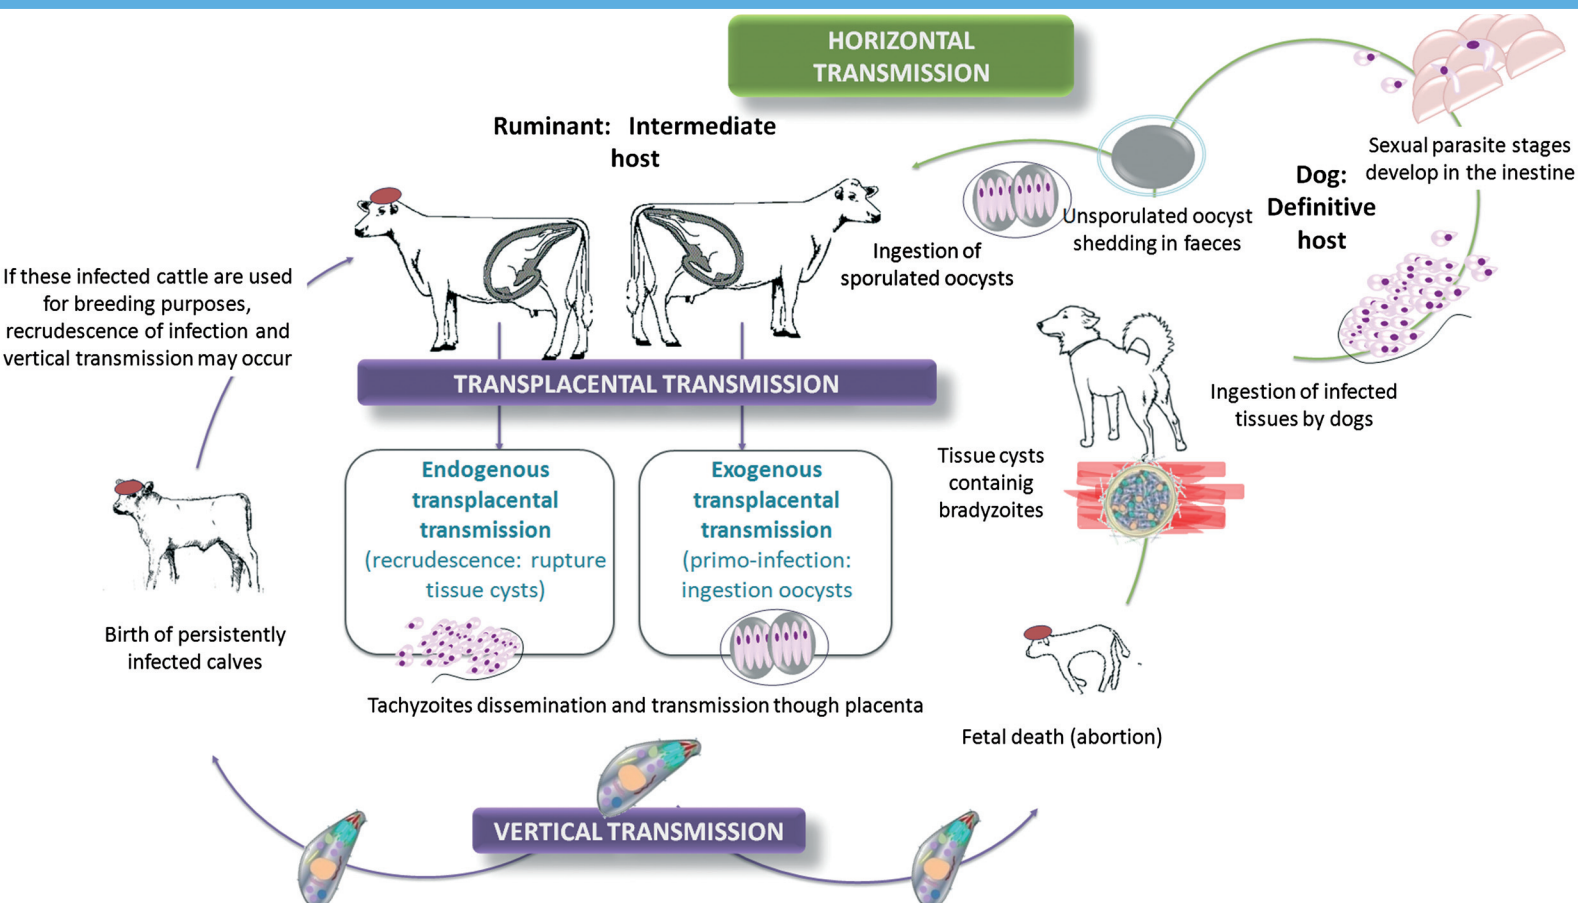 HORIZONTAL
TRANSMISSION
Ruminant: Intermediate
host
Sexual parasite stages
develop in the inestine
Dog:
Definitive
host
Unsporulated oocyst
shedding in faeces
Ingestion of
sporulated oocysts
If these infected cattle are used
for breeding purposes,
recrudescence of infection and
vertical transmission may occur
TRANSPLACENTAL TRANSMISSION
Ingestion of infected
tissues by dogs
Tissue cysts
containig
bradyzoites
Endogenous
transplacental
transmission
(recrudescence: rupture
tissue cysts)
Exogenous
transplacental
transmission
(primo-infection:
ingestion oocysts
Birth of persistently
infected calves
Tachyzoites dissemination and transmission though placenta
Fetal death (abortion)
VERTICAL TRANSMISSION